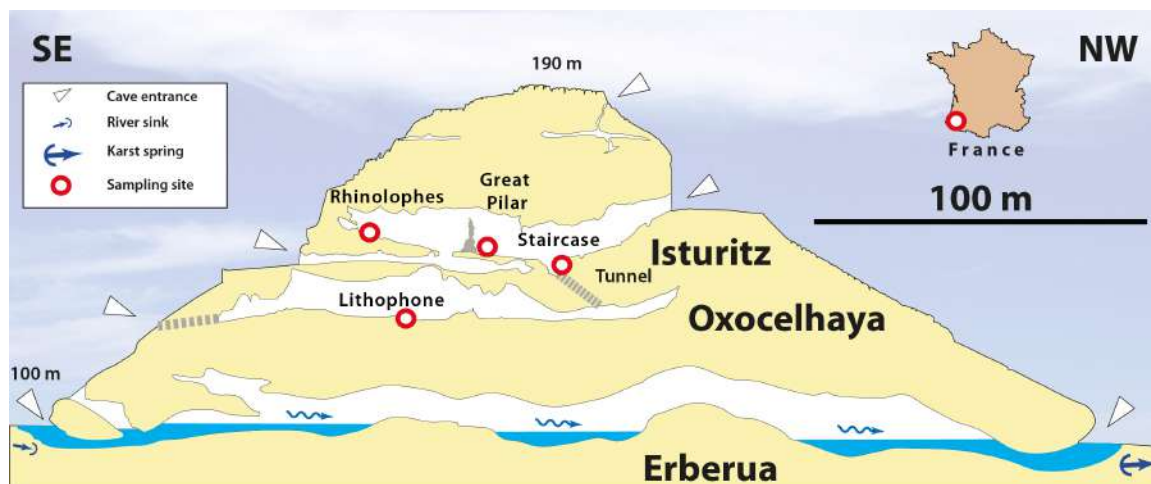 SE
190 m
NW
Cave entrance
River sink
Karst spring
Sampling site
France
100 m
Rhinolophes
Great
Pilar
Staircase
Isturitz
Tunnel
Lithophone
Oxocelhaya
100 m
Erberua